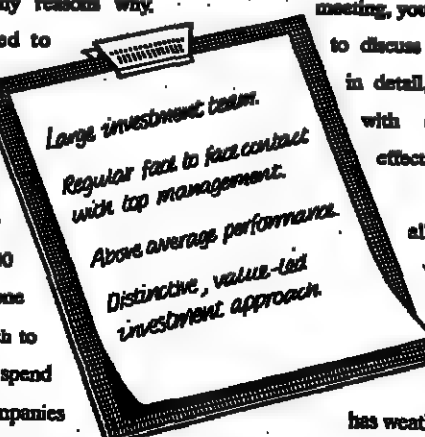 ny reasons why.
ed to
one
h to
spend
mpanies
Large investment team.
Regular face to face contact
with top management.
Above average performance.
Distinctive, value-led
investment approach.
meeting, you
to discuss
in detail,
with
effect
has weat